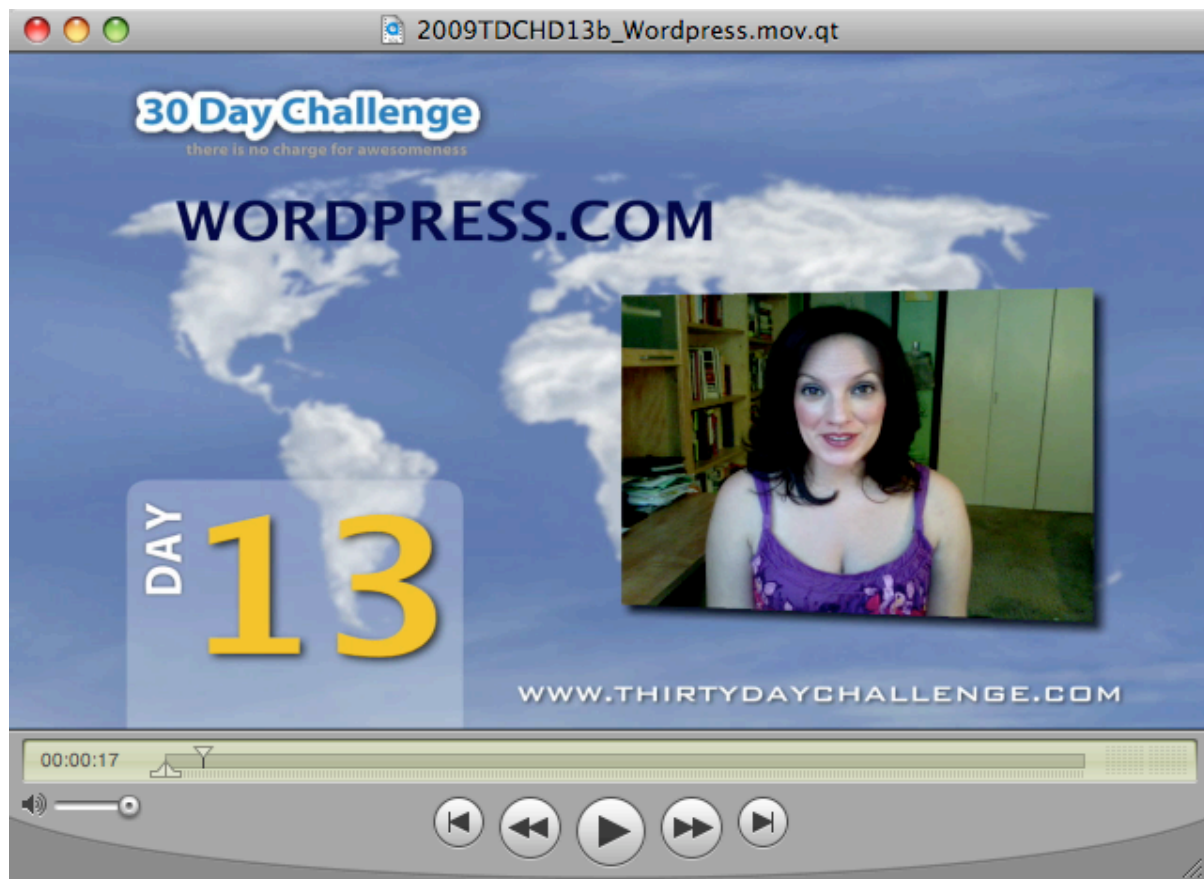 2009TDCHD13b_Wordpress.mov.qt
30 Day Challenge
there is no charge for awesomeness
WORDPRESS.COM
DAY
13
WWW.THIRTYDAYCHALLENGE.COM
00:00:17